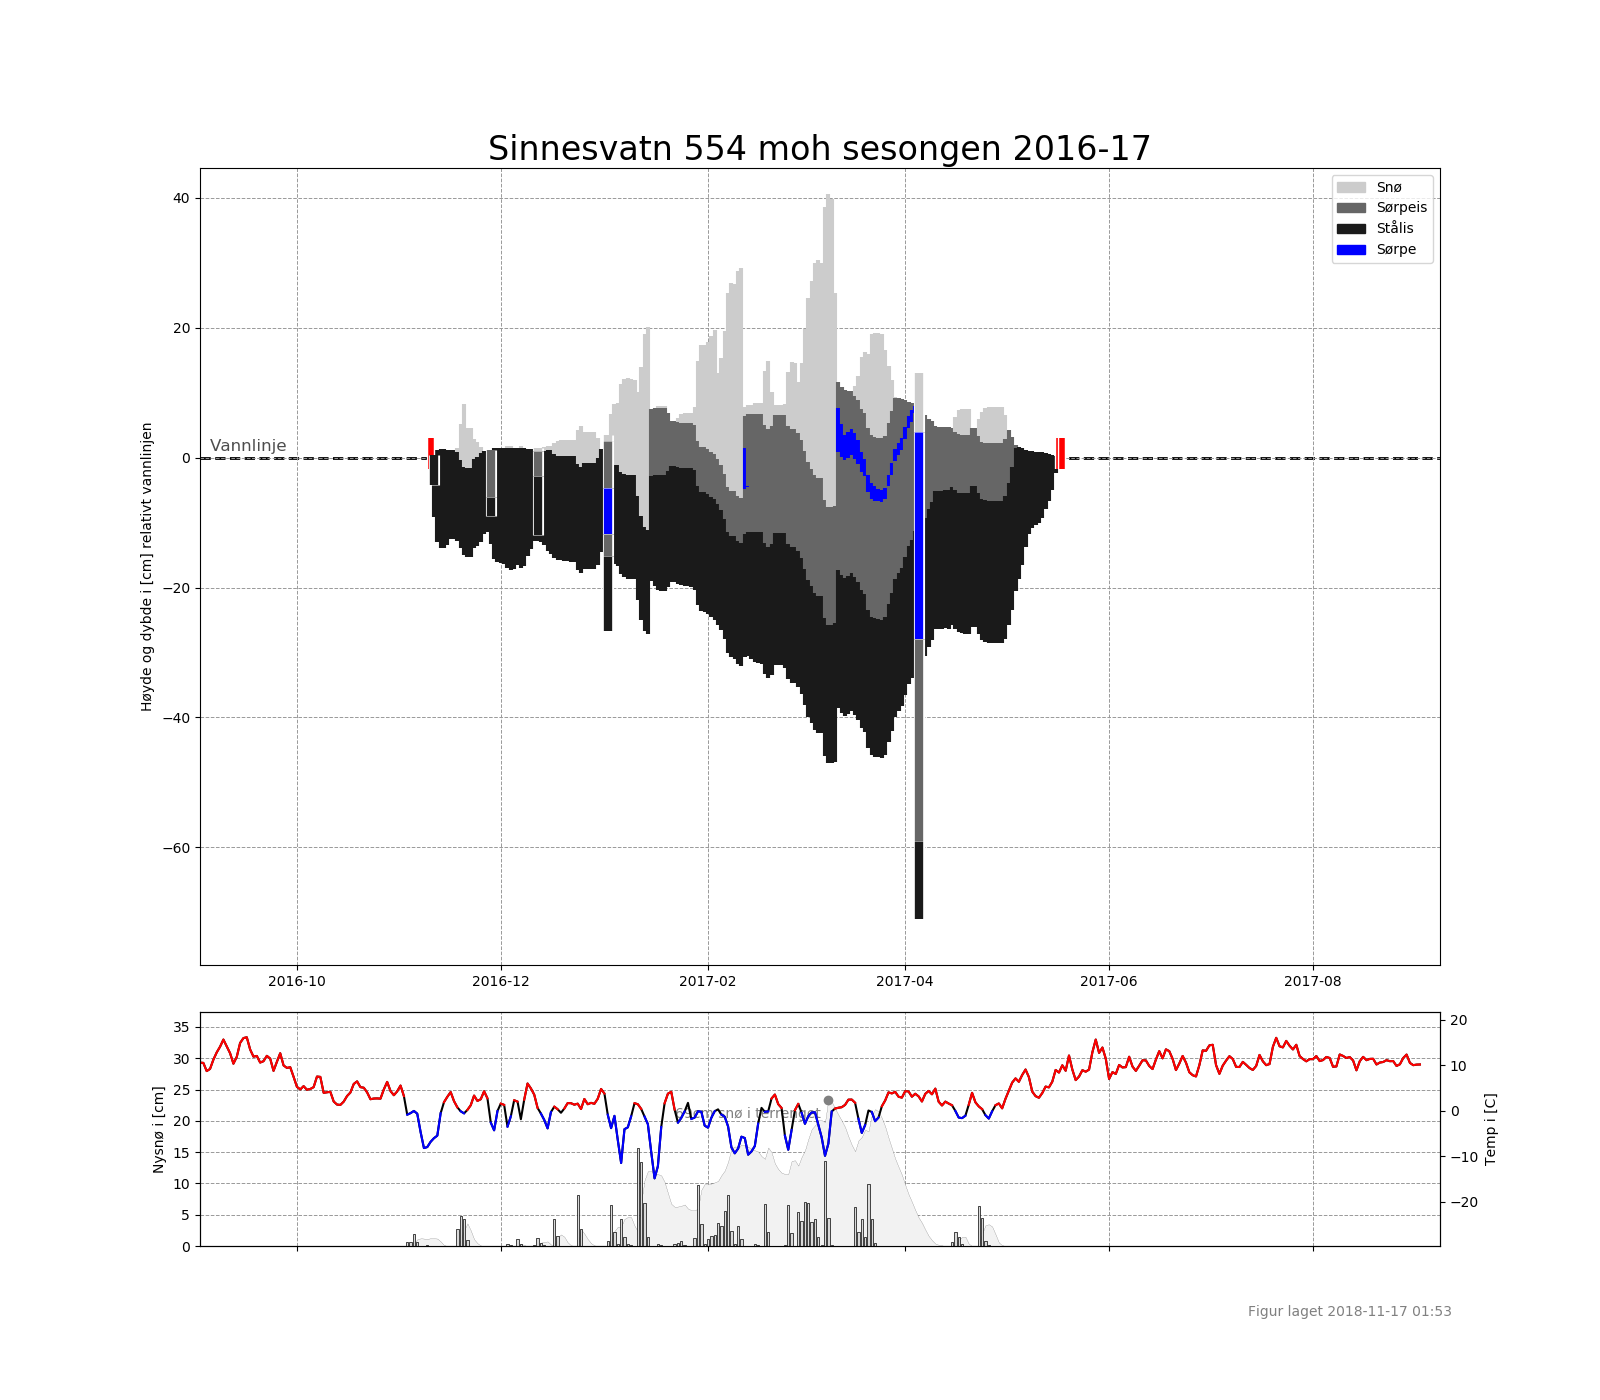 Sinnesvatn 554 moh sesongen 2016-17
Høyde og dybde i [cm] relativt vannlinjen
40
20
0
−20
−40
−60
Vannlinje
Snø
Sørpeis
Stålis
Sørpe
2016-10
2016-12
2017-02
2017-04
2017-06
2017-08
Nysnø i [cm]
35
30
25
20
15
10
5
0
snø i terrenget
20
10
0
−10
−20
Temp i [C]
Figur laget 2018-11-17 01:53